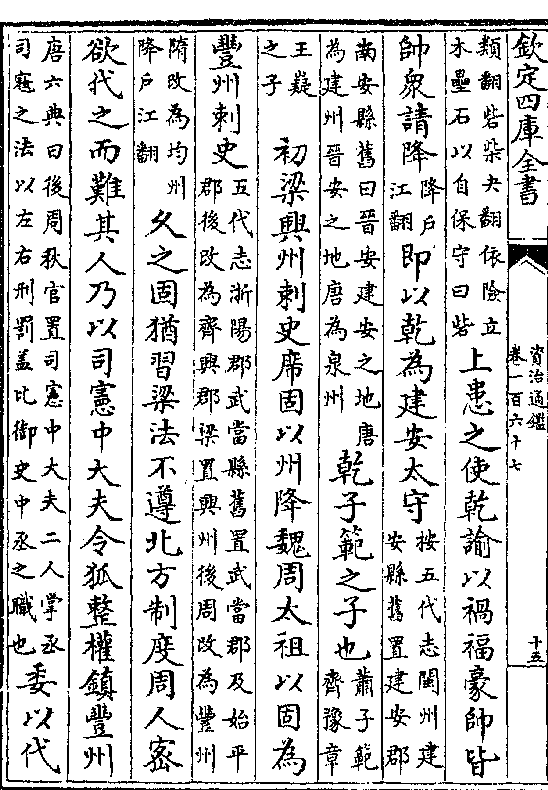 欽定四庫全書
資治通鑑
卷一百六十七
十五
類翻砦柴夬翻依險立
木壘石以自保守曰砦
上患之使乾諭以禍福豪帥皆
帥衆請降
降戶
江翻
即以乾為建安太守
按五代志閩州建
安縣舊置建安郡
南安縣舊曰晉安建安之地唐
為建州晉安之地唐為泉州
乾子範之子也
蕭子範
齊豫章
王嶷
之子
初梁興州刺史席固以州降魏周太祖以固為
豐州刺史
五代志浙陽郡武當縣舊置武當郡及始平
郡後改為齊興郡梁置興州後周改為豐州
隋改為均州
降戶江翻
乆之固猶習梁法不遵北方制度周人宻
欲代之而難其人乃以司憲中大夫令狐整權鎮豐州
唐六典曰後周秋官置司憲中大夫二人掌丞
司寇之法以左右刑罰盖比御史中丞之職也
委以代